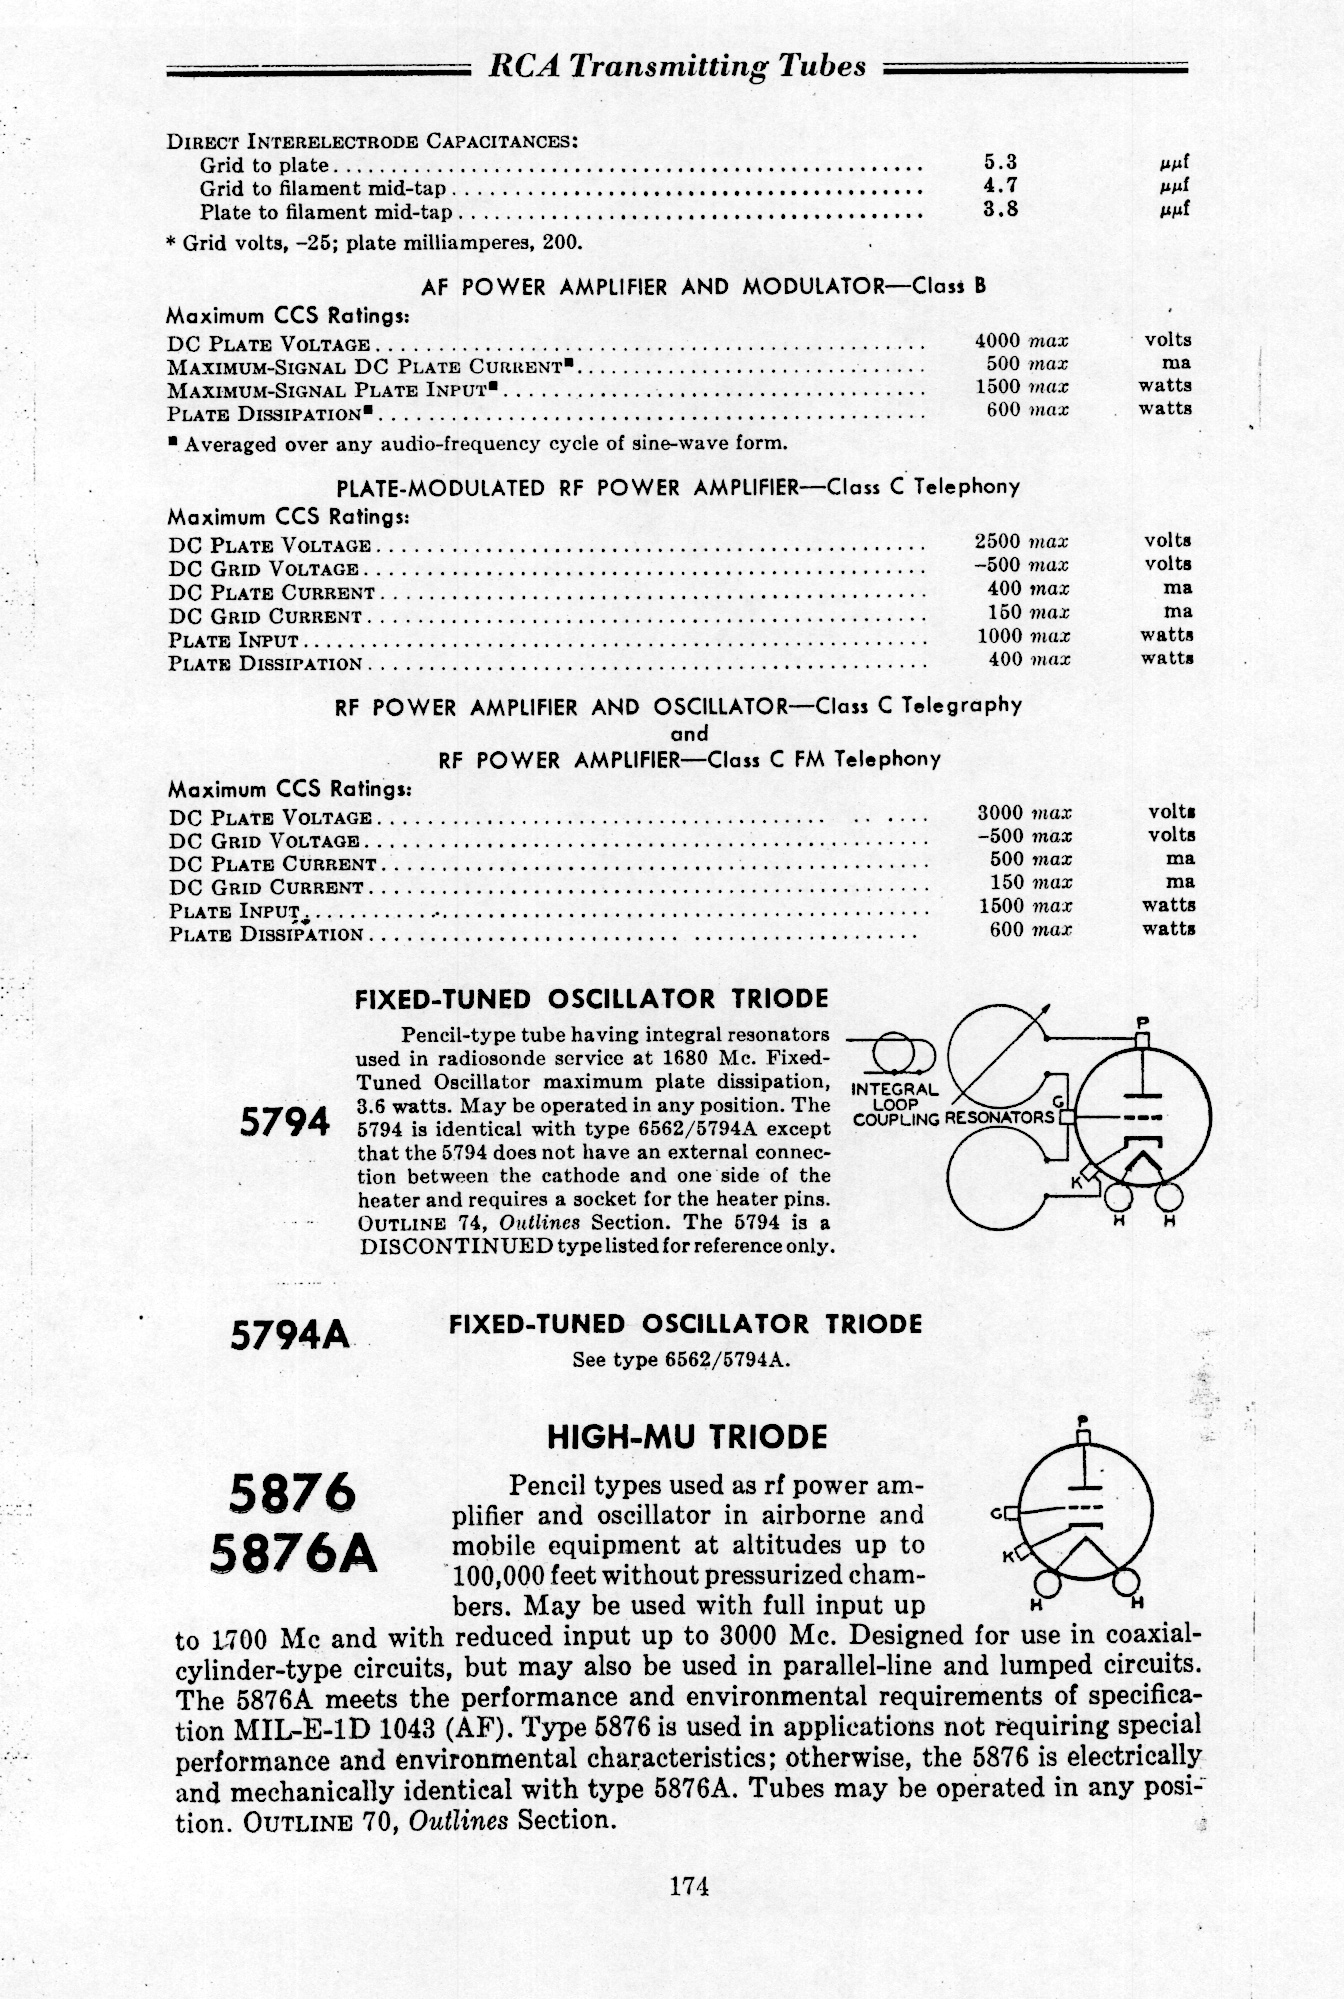 RCA Transmitting Tubes
DIRECT INTERELECTRODE CAPACITANCES:
Grid to plate........................................................ 5.3 μμf
Grid to filament mid-tap............................................ 4.7 μμf
Plate to filament mid-tap........................................... 3.8 μμf
* Grid volts, -25; plate milliamperes, 200.
AF POWER AMPLIFIER AND MODULATOR—Class B
Maximum CCS Ratings:
DC PLATE VOLTAGE.................................................... 4000 max volts
MAXIMUM-SIGNAL DC PLATE CURRENT■................................ 500 max ma
MAXIMUM-SIGNAL PLATE INPUT■....................................... 1500 max watts
PLATE DISSIPATION■.................................................. 600 max watts
■ Averaged over any audio-frequency cycle of sine-wave form.
PLATE-MODULATED RF POWER AMPLIFIER—Class C Telephony
Maximum CCS Ratings:
DC PLATE VOLTAGE.................................................... 2500 max volts
DC GRID VOLTAGE..................................................... -500 max volts
DC PLATE CURRENT................................................... 400 max ma
DC GRID CURRENT.................................................... 150 max ma
PLATE INPUT.......................................................... 1000 max watts
PLATE DISSIPATION.................................................... 400 max watts
RF POWER AMPLIFIER AND OSCILLATOR—Class C Telegraphy
and
RF POWER AMPLIFIER—Class C FM Telephony
Maximum CCS Ratings:
DC PLATE VOLTAGE.................................................... 3000 max volts
DC GRID VOLTAGE..................................................... -500 max volts
DC PLATE CURRENT................................................... 500 max ma
DC GRID CURRENT.................................................... 150 max ma
PLATE INPUT.......................................................... 1500 max watts
PLATE DISSIPATION.................................................... 600 max watts
FIXED-TUNED OSCILLATOR TRIODE
5794
Pencil-type tube having integral resonators
used in radiosonde service at 1680 Mc. Fixed-
Tuned Oscillator maximum plate dissipation,
3.6 watts. May be operated in any position. The
5794 is identical with type 6562/5794A except
that the 5794 does not have an external connec-
tion between the cathode and one side of the
heater and requires a socket for the heater pins.
OUTLINE 74, Outlines Section. The 5794 is a
DISCONTINUED type listed for reference only.
P
INTEGRAL
LOOP
COUPLING
RESONATORS
G
K
H H
5794A
FIXED-TUNED OSCILLATOR TRIODE
See type 6562/5794A.
HIGH-MU TRIODE
5876
5876A
P
G
K
H H
Pencil types used as rf power am-
plifier and oscillator in airborne and
mobile equipment at altitudes up to
100,000 feet without pressurized cham-
bers. May be used with full input up
to 1700 Mc and with reduced input up to 3000 Mc. Designed for use in coaxial-
cylinder-type circuits, but may also be used in parallel-line and lumped circuits.
The 5876A meets the performance and environmental requirements of specifica-
tion MIL-E-1D 1043 (AF). Type 5876 is used in applications not requiring special
performance and environmental characteristics; otherwise, the 5876 is electrically
and mechanically identical with type 5876A. Tubes may be operated in any posi-
tion. OUTLINE 70, Outlines Section.
174